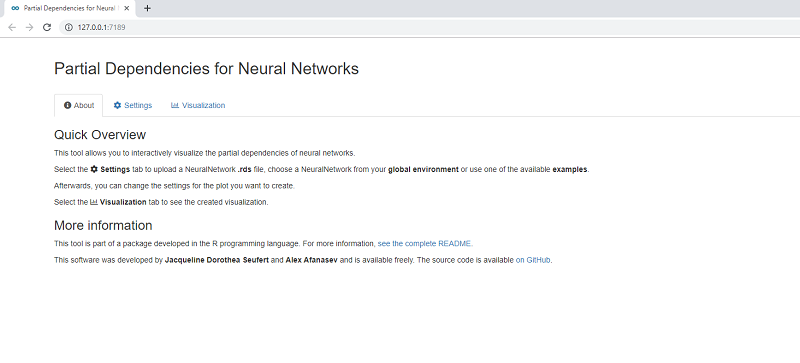 Partial Dependencies for Neural
127.0.0.1:7189
Partial Dependencies for Neural Networks
About Settings Visualization
Quick Overview
This tool allows you to interactively visualize the partial dependencies of neural networks.
Select the Settings tab to upload a NeuralNetwork .rds file, choose a NeuralNetwork from your global environment or use one of the available examples.
Afterwards, you can change the settings for the plot you want to create.
Select the Visualization tab to see the created visualization.
More information
This tool is part of a package developed in the R programming language. For more information, see the complete README.
This software was developed by Jacqueline Dorothea Seufert and Alex Afanasev and is available freely. The source code is available on GitHub.